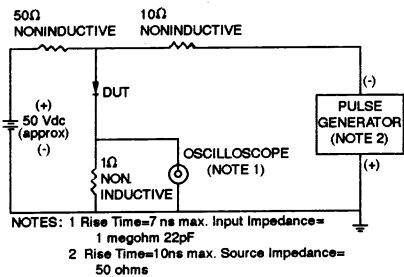 50Ω
NONINDUCTIVE
10Ω
NONINDUCTIVE
DUT
(+)
50 Vdc
(approx)
(-)
1Ω
NON.
INDUCTIVE
OSCILLOSCOPE
(NOTE 1)
(-)
PULSE
GENERATOR
(NOTE 2)
(+)
NOTES: 1 Rise Time=7 ns max. Input Impedance=
1 megohm 22pF
2 Rise Time=10ns max. Source Impedance=
50 ohms